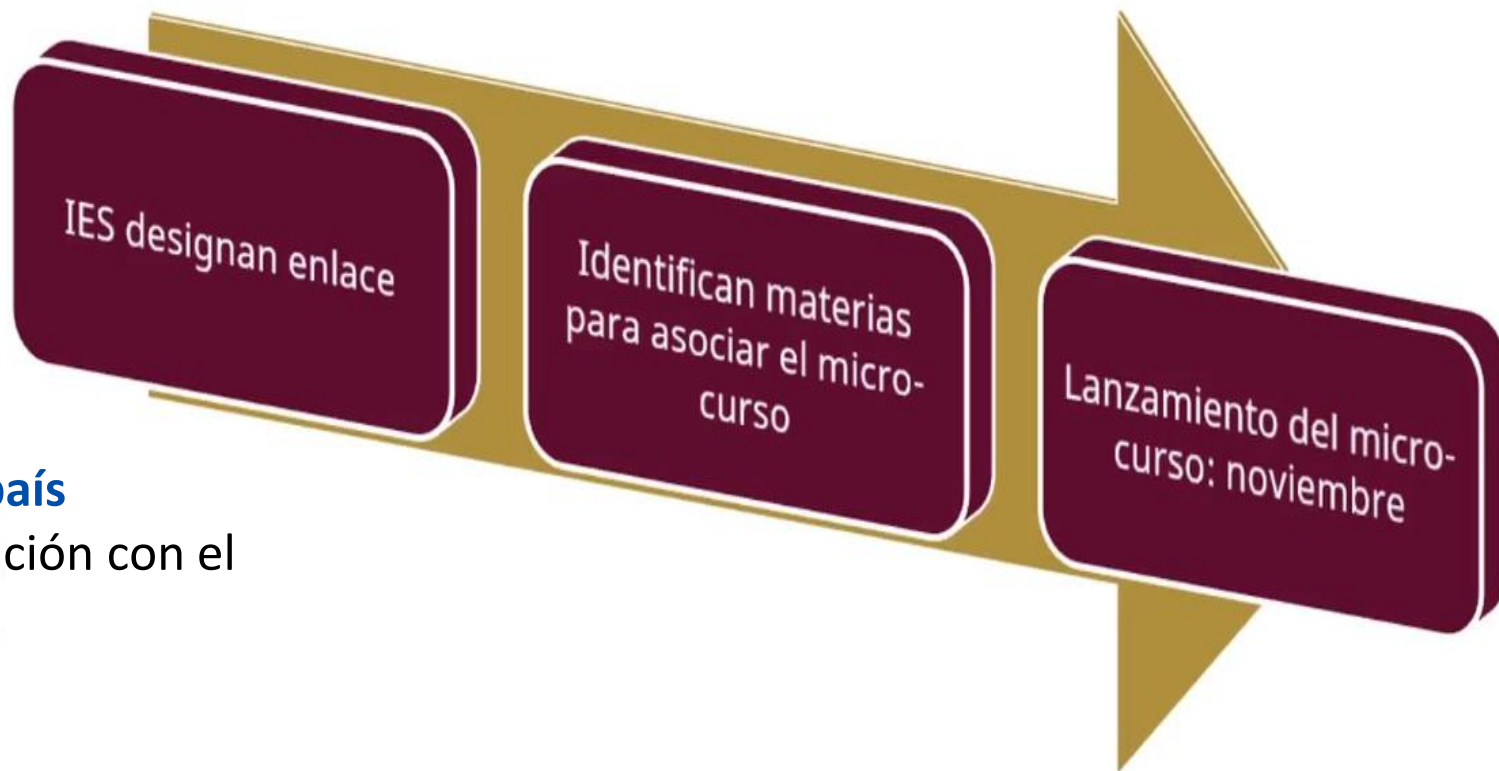 IES designan enlace
Identifican materias
para asociar el micro-
curso
Lanzamiento del micro-
curso: noviembre
país
ción con el